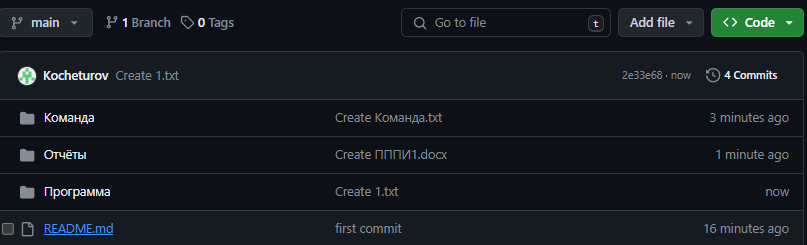 main 1 Branch 0 Tags Go to file t Add file Code
Kocheturov Create 1.txt 2e33e68 · now 4 Commits
Команда Create Команда.txt 3 minutes ago
Отчёты Create ПППИ1.docx 1 minute ago
Программа Create 1.txt now
README.md first commit 16 minutes ago